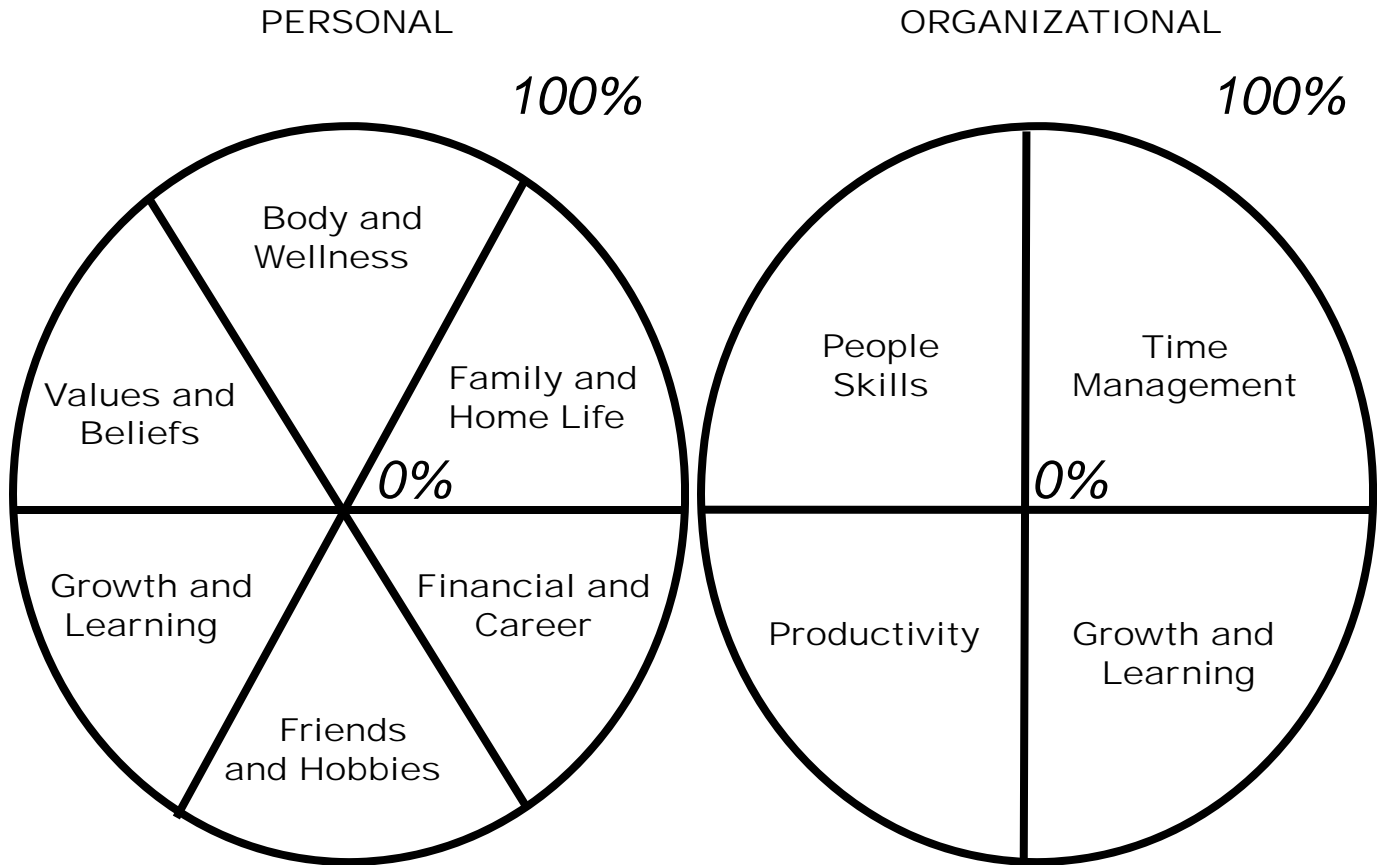 PERSONAL
100%
Body and
Wellness
Family and
Home Life
Values and
Beliefs
0%
Growth and
Learning
Financial and
Career
Friends
and Hobbies
ORGANIZATIONAL
100%
People
Skills
Time
Management
0%
Productivity
Growth and
Learning